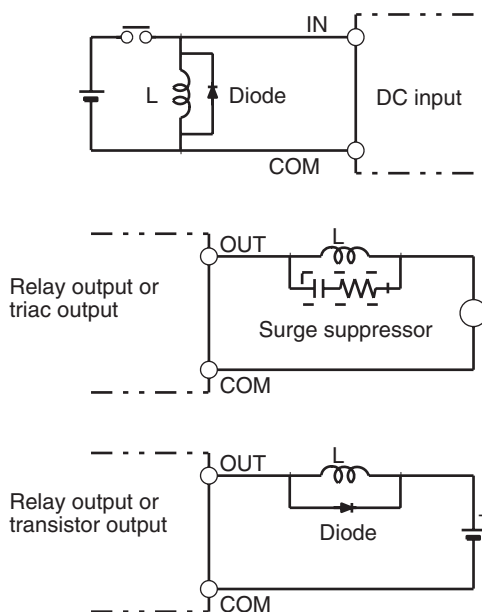 IN
L
Diode
DC input
COM
OUT
L
Relay output or
triac output
Surge suppressor
COM
OUT
L
Relay output or
transistor output
Diode
COM